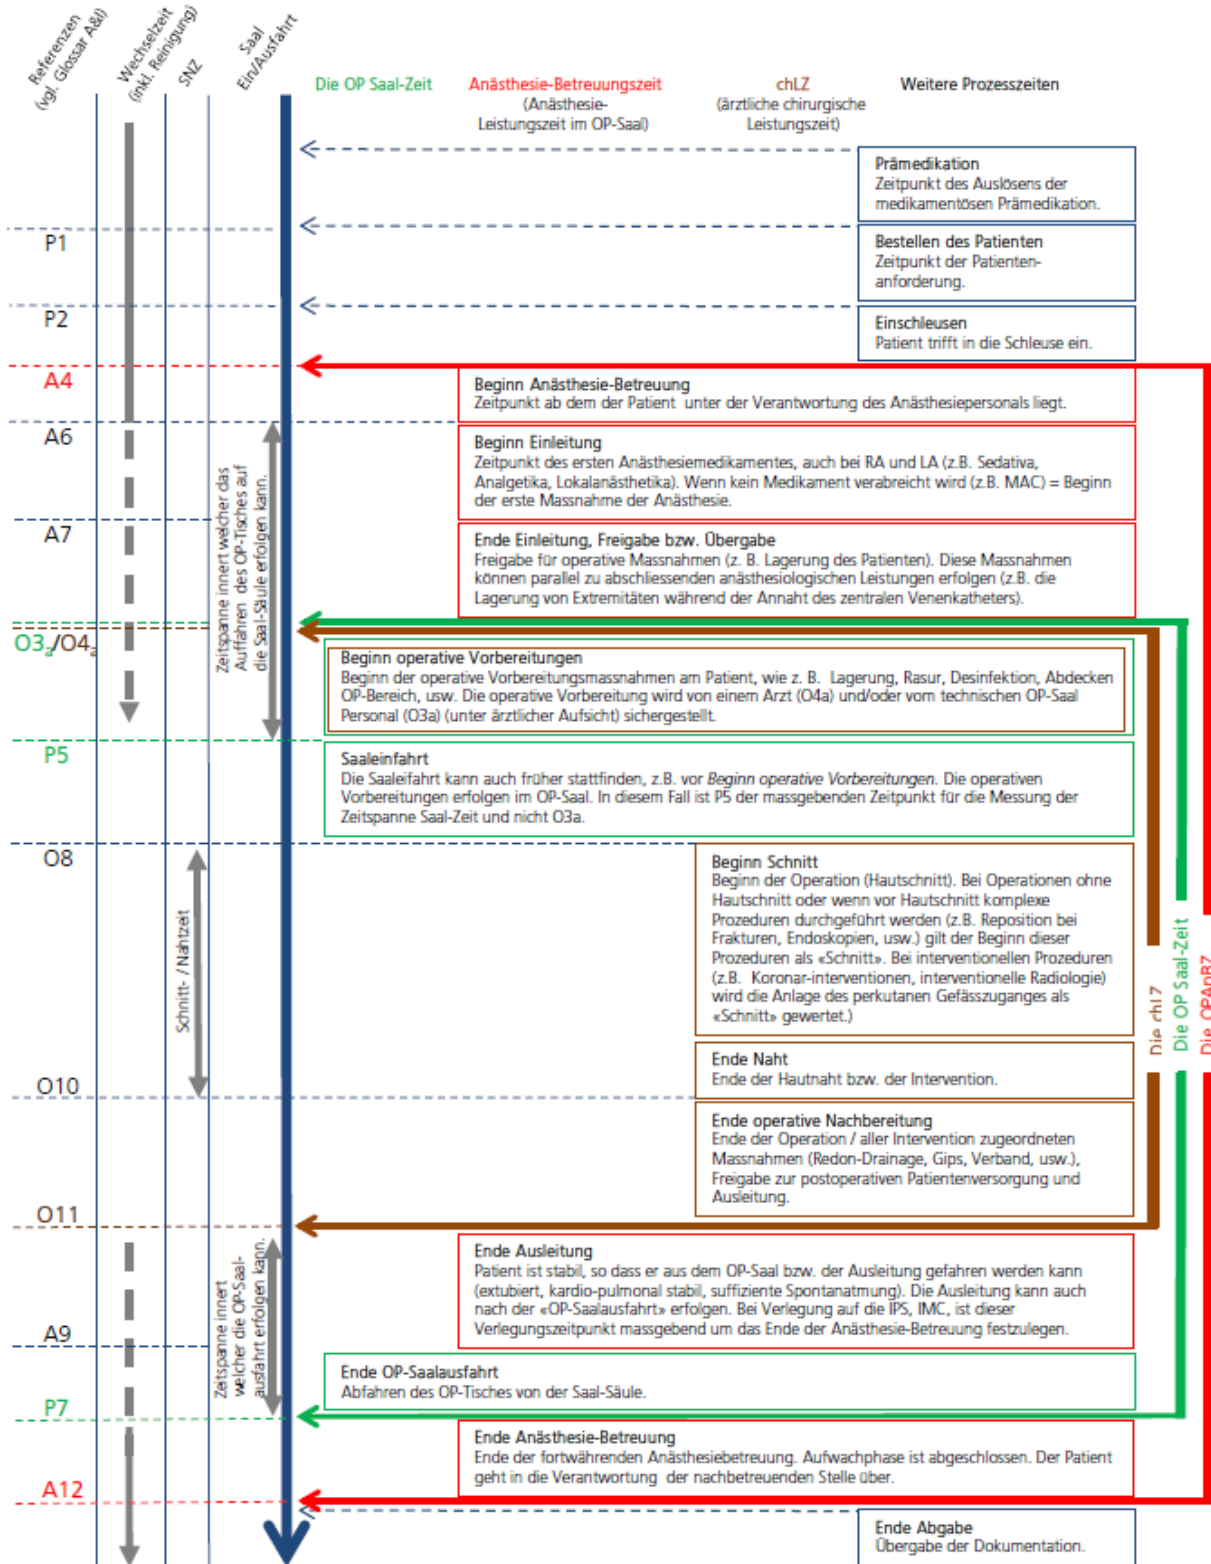 Referenzen
(vgl. Glossar A&I)
Wechselzeit
(inkl. Reinigung)
SNZ
Saal
Ein/Ausfahrt
Die OP Saal-Zeit
Anästhesie-Betreuungszeit
(Anästhesie-
Leistungszeit im OP-Saal)
chLZ
(ärztliche chirurgische
Leistungszeit)
Weitere Prozesszeiten
Prämedikation
Zeitpunkt des Auslösens der
medikamentösen Prämedikation.
P1
Bestellen des Patienten
Zeitpunkt der Patienten-
anforderung.
P2
Einschleusen
Patient trifft in die Schleuse ein.
A4
Beginn Anästhesie-Betreuung
Zeitpunkt ab dem der Patient unter der Verantwortung des Anästhesiepersonals liegt.
A6
Beginn Einleitung
Zeitpunkt des ersten Anästhesiemedikamentes, auch bei RA und LA (z.B. Sedativa,
Analgetika, Lokalanästhetika). Wenn kein Medikament verabreicht wird (z.B. MAC) = Beginn
der erste Massnahme der Anästhesie.
A7
Ende Einleitung, Freigabe bzw. Übergabe
Freigabe für operative Massnahmen (z. B. Lagerung des Patienten). Diese Massnahmen
können parallel zu abschliessenden anästhesiologischen Leistungen erfolgen (z.B. die
Lagerung von Extremitäten während der Annaht des zentralen Venenkatheters).
Zeitspanne innert welcher das
Auffahren des OP-Tisches auf
die Saal-Säule erfolgen kann.
O3a/O4a
Beginn operative Vorbereitungen
Beginn der operative Vorbereitungsmassnahmen am Patient, wie z. B. Lagerung, Rasur, Desinfektion, Abdecken
OP-Bereich, usw. Die operative Vorbereitung wird von einem Arzt (O4a) und/oder vom technischen OP-Saal
Personal (O3a) (unter ärztlicher Aufsicht) sichergestellt.
P5
Saaleinfahrt
Die Saaleifahrt kann auch früher stattfinden, z.B. vor Beginn operative Vorbereitungen. Die operativen
Vorbereitungen erfolgen im OP-Saal. In diesem Fall ist P5 der massgebenden Zeitpunkt für die Messung der
Zeitspanne Saal-Zeit und nicht O3a.
O8
Beginn Schnitt
Beginn der Operation (Hautschnitt). Bei Operationen ohne
Hautschnitt oder wenn vor Hautschnitt komplexe
Prozeduren durchgeführt werden (z.B. Reposition bei
Frakturen, Endoskopien, usw.) gilt der Beginn dieser
Prozeduren als «Schnitt». Bei interventionellen Prozeduren
(z.B. Koronar-interventionen, interventionelle Radiologie)
wird die Anlage des perkutanen Gefässzuganges als
«Schnitt» gewertet.)
Schnitt- / Nahtzeit
Die chLZ
Die OP Saal-Zeit
Die OPAnBZ
Ende Naht
Ende der Hautnaht bzw. der Intervention.
O10
Ende operative Nachbereitung
Ende der Operation / aller Intervention zugeordneten
Massnahmen (Redon-Drainage, Gips, Verband, usw.),
Freigabe zur postoperativen Patientenversorgung und
Ausleitung.
O11
Zeitspanne innert
welcher die OP-Saal-
ausfahrt erfolgen kann.
Ende Ausleitung
Patient ist stabil, so dass er aus dem OP-Saal bzw. der Ausleitung gefahren werden kann
(extubiert, kardio-pulmonal stabil, suffiziente Spontanatmung). Die Ausleitung kann auch
nach der «OP-Saalausfahrt» erfolgen. Bei Verlegung auf die IPS, IMC, ist dieser
Verlegungszeitpunkt massgebend um das Ende der Anästhesie-Betreuung festzulegen.
A9
Ende OP-Saalausfahrt
Abfahren des OP-Tisches von der Saal-Säule.
P7
Ende Anästhesie-Betreuung
Ende der fortwährenden Anästhesiebetreuung. Aufwachphase ist abgeschlossen. Der Patient
geht in die Verantwortung der nachbetreuenden Stelle über.
A12
Ende Abgabe
Übergabe der Dokumentation.